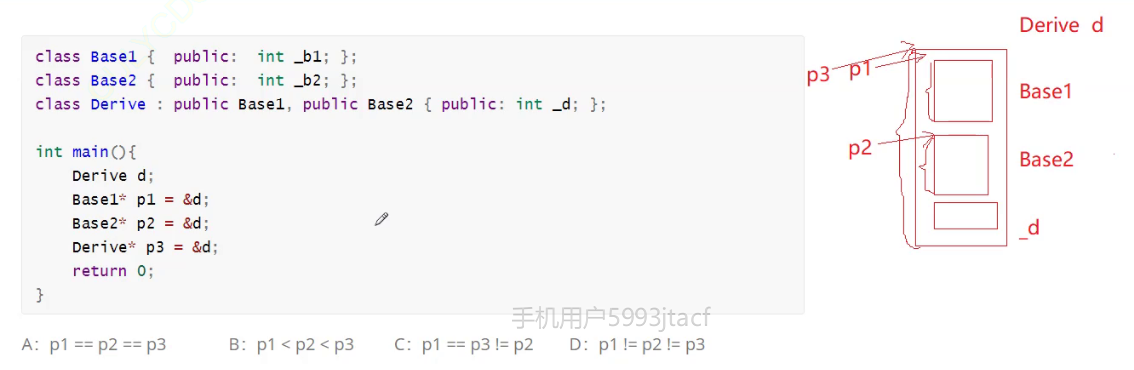 class Base1 {  public:  int _b1; };
class Base2 {  public:  int _b2; };
class Derive : public Base1, public Base2 { public: int _d; };
int main(){
    Derive d;
    Base1* p1 = &d;
    Base2* p2 = &d;
    Derive* p3 = &d;
    return 0;
}
手机用户5993jtacf
A: p1 == p2 == p3    B: p1 < p2 < p3    C: p1 == p3 != p2    D: p1 != p2 != p3
Derive d
p3 p1
Base1
p2
Base2
_d